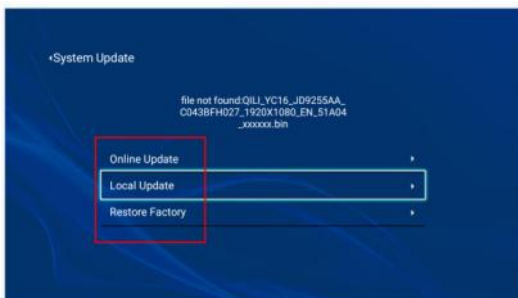 System Update
file not found:QILI_YC16_JD9255AA_
C043BFH027_1920X1080_EN_51A04
_xxxxxx.bin
Online Update
Local Update
Restore Factory